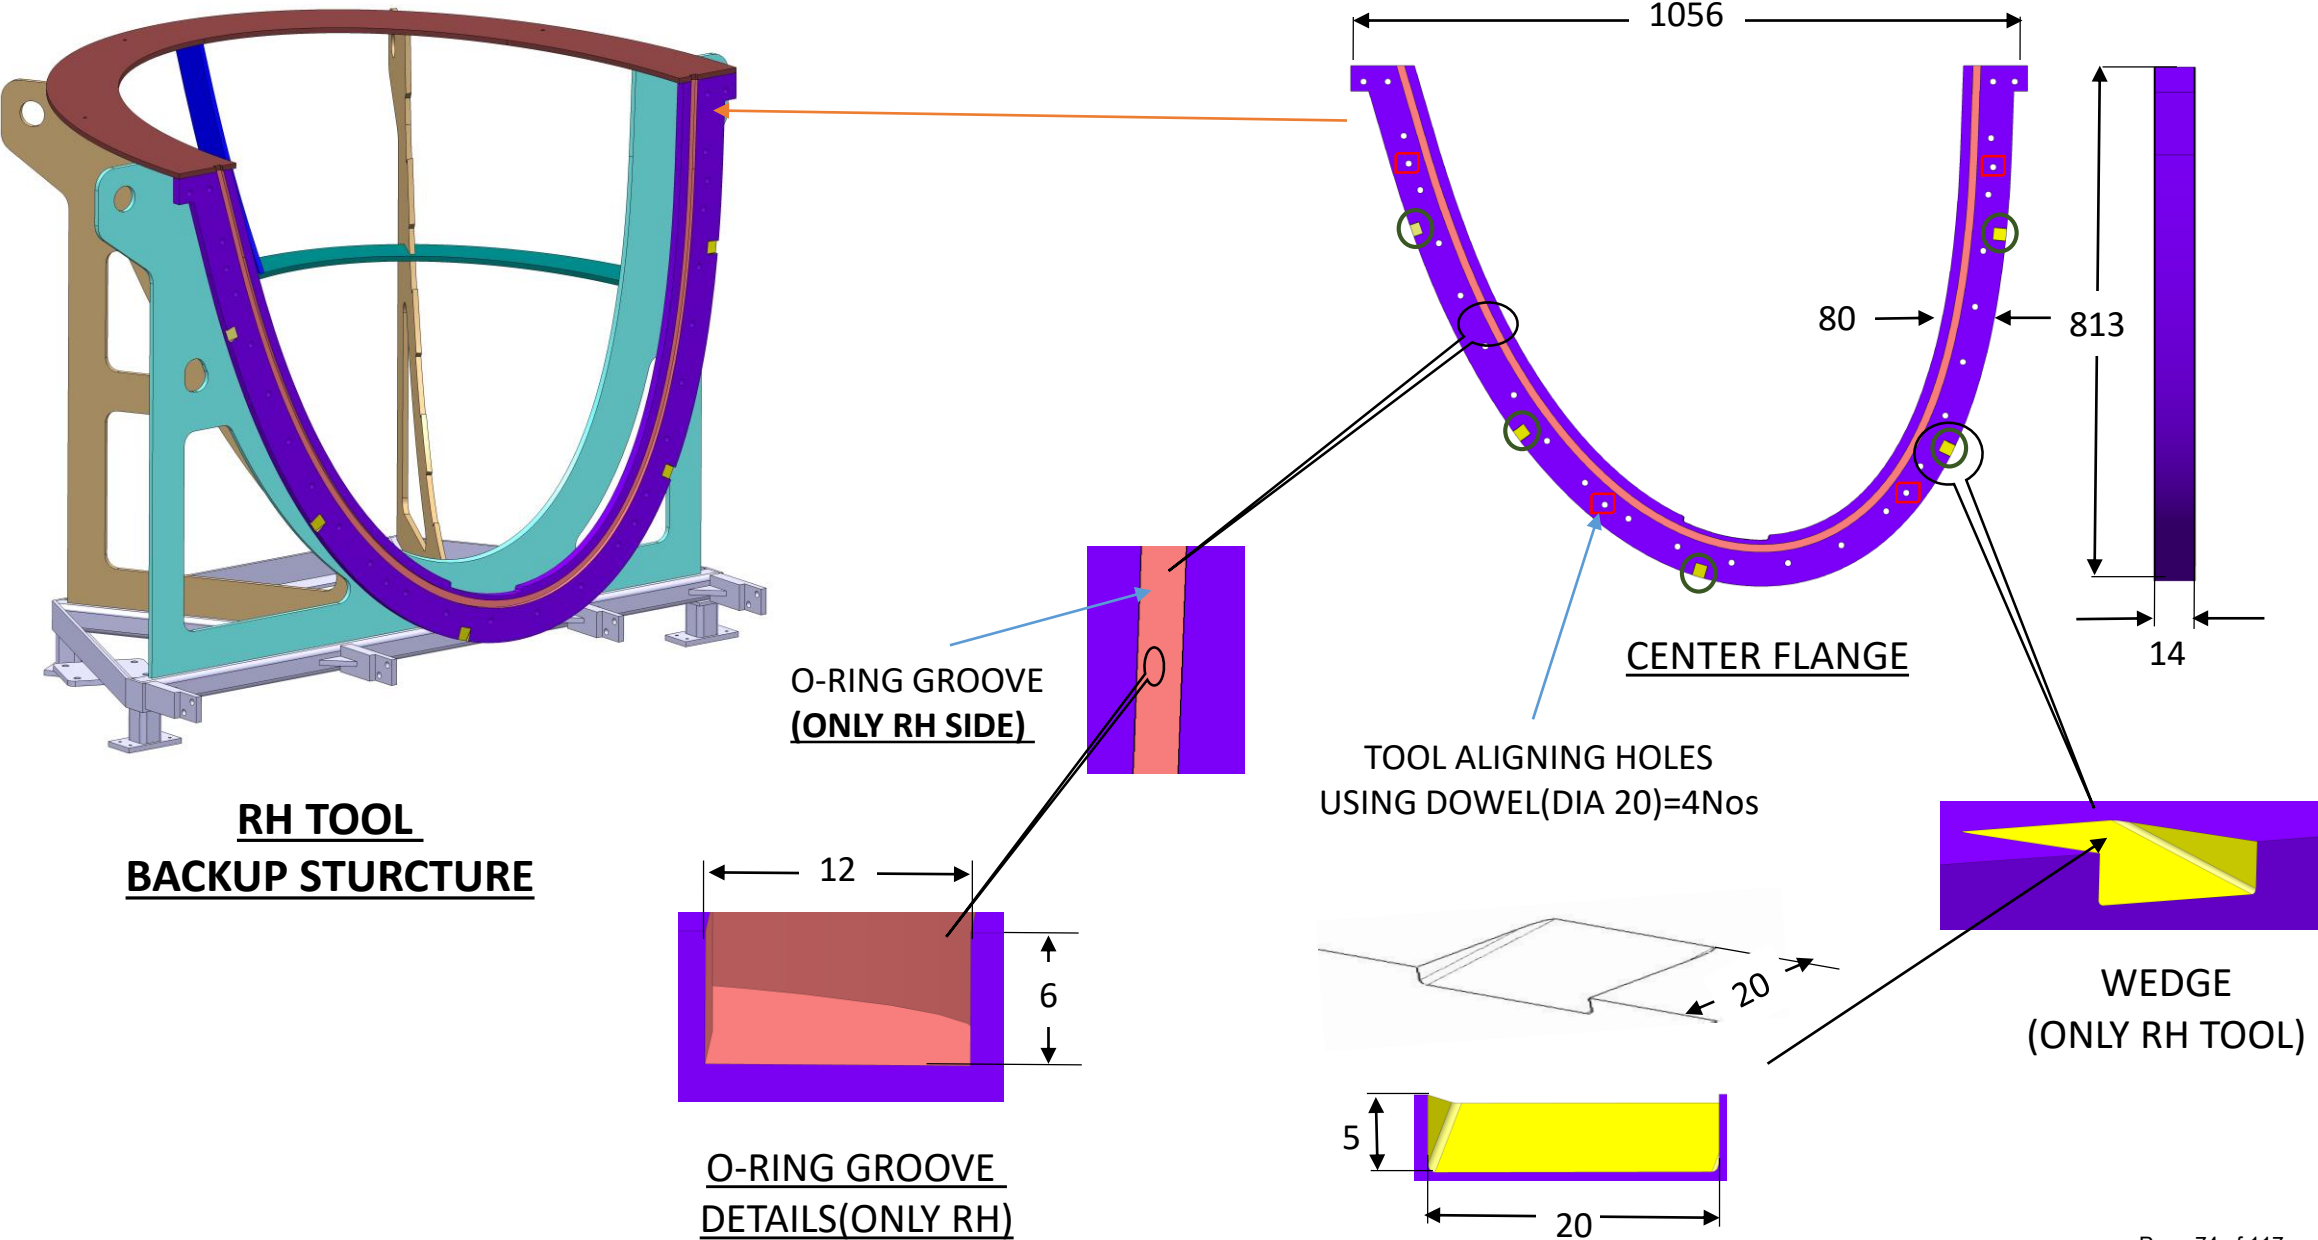 1056
80
813
14
CENTER FLANGE
O-RING GROOVE
(ONLY RH SIDE)
TOOL ALIGNING HOLES
USING DOWEL(DIA 20)=4Nos
RH TOOL
BACKUP STURCTURE
12
6
20
WEDGE
(ONLY RH TOOL)
5
20
O-RING GROOVE
DETAILS(ONLY RH)